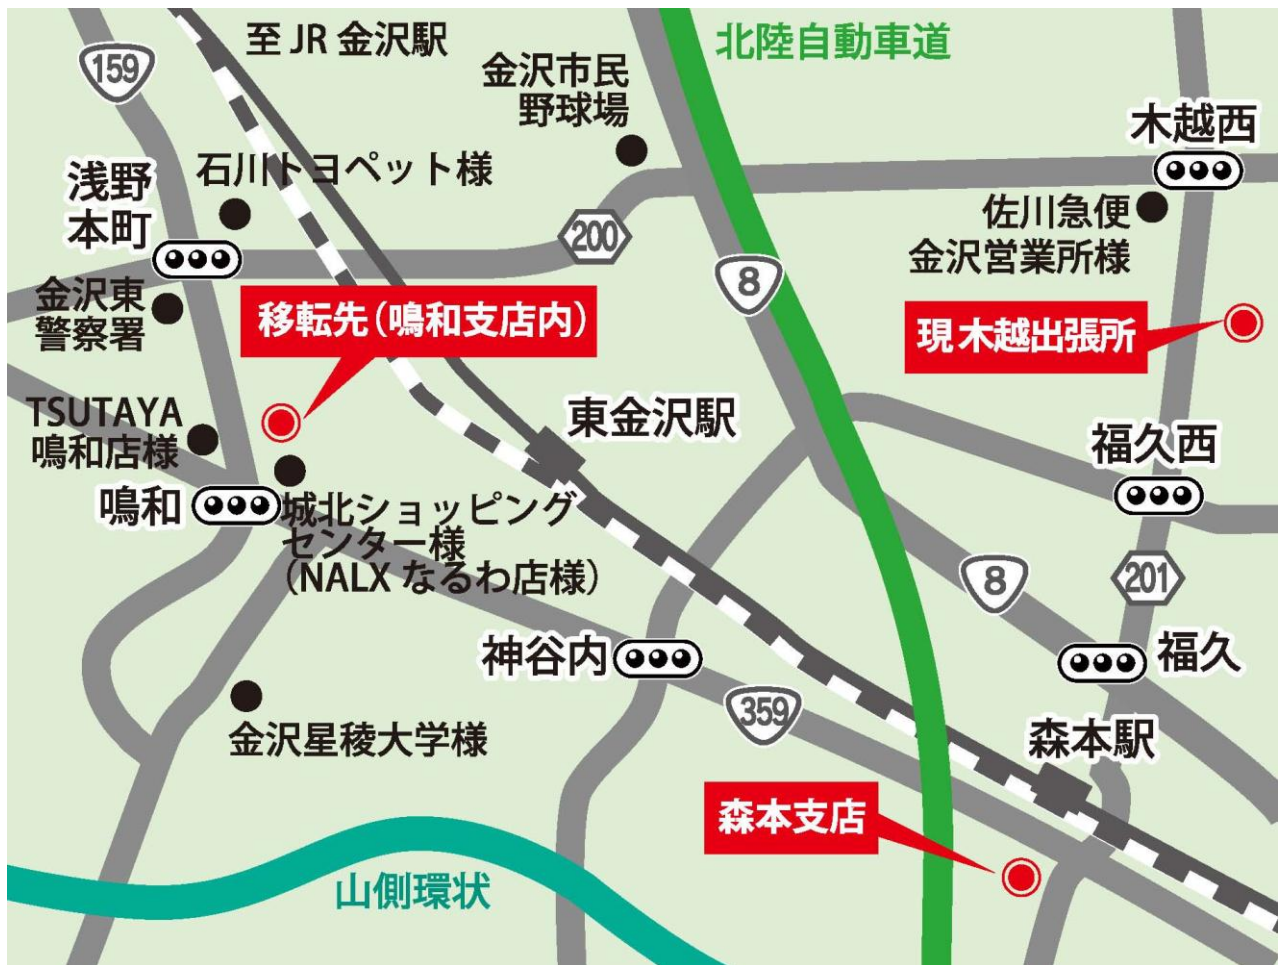 至 JR 金沢駅
北陸自動車道
159
金沢市民
野球場
木越西
石川トヨペット様
浅野
本町
佐川急便
金沢営業所様
200
8
金沢東
警察署
移転先（鳴和支店内）
現 木越出張所
TSUTAYA
鳴和店様
東金沢駅
福久西
鳴和
城北ショッピング
センター様
（NALX なるわ店様）
8
201
神谷内
福久
359
金沢星稜大学様
森本駅
森本支店
山側環状